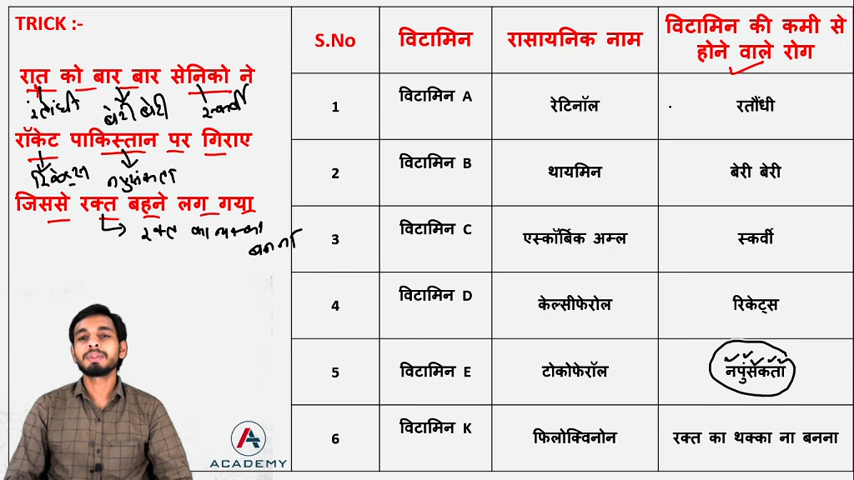 TRICK :-
रात को बार बार सेनिको ने
रतौंधी बेरी बेरी स्कर्वी
रॉकेट पाकिस्तान पर गिराए
रिकेट्स नपुंसकता
जिससे रक्त बहने लग गया
रक्त का थक्का
बनना
S.No विटामिन रासायनिक नाम विटामिन की कमी से
होने वाले रोग
1 विटामिन A रेटिनॉल रतौंधी
2 विटामिन B थायमिन बेरी बेरी
3 विटामिन C एस्कॉर्बिक अम्ल स्कर्वी
4 विटामिन D केल्सीफेरोल रिकेट्स
5 विटामिन E टोकोफेरॉल नपुंसकता
6 विटामिन K फिलोक्विनोन रक्त का थक्का ना बनना
ACADEMY